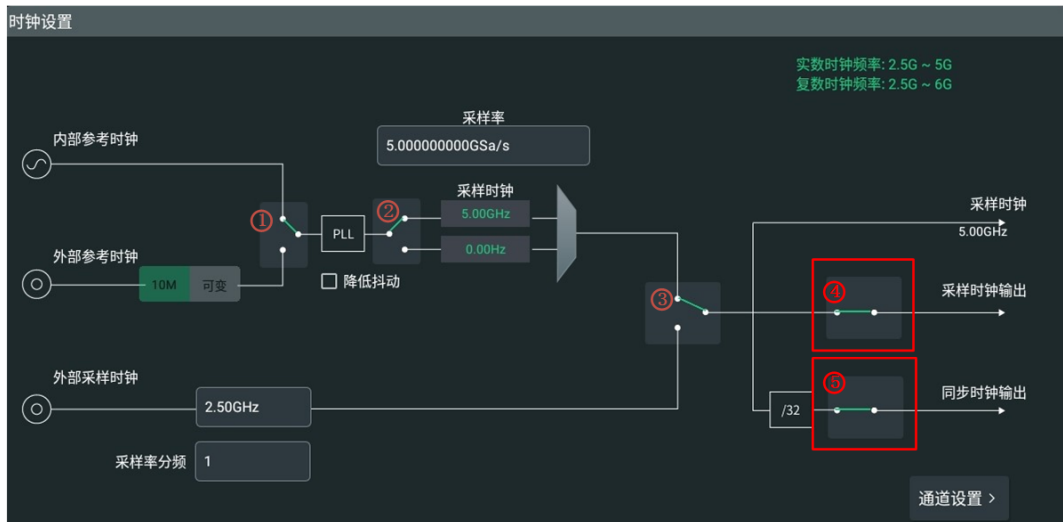 时钟设置
实数时钟频率: 2.5G ~ 5G
复数时钟频率: 2.5G ~ 6G
采样率
5.000000000GSa/s
内部参考时钟
采样时钟
5.00GHz
0.00Hz
①
②
PLL
降低抖动
外部参考时钟
10M
可变
③
采样时钟
5.00GHz
④
采样时钟输出
⑤
/32
同步时钟输出
外部采样时钟
2.50GHz
采样率分频
1
通道设置 >